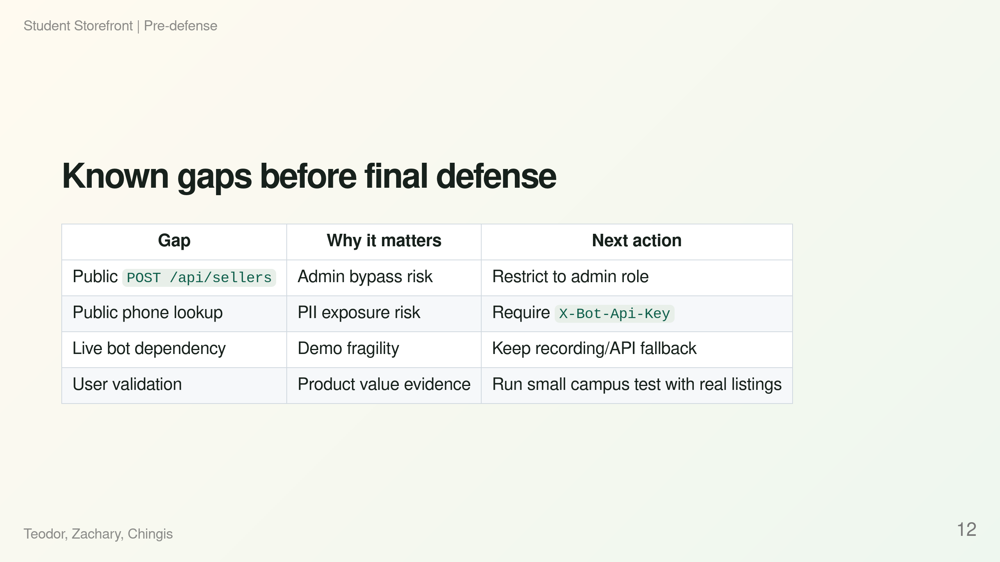 Student Storefront | Pre-defense
Known gaps before final defense
Gap Why it matters Next action
Public POST /api/sellers Admin bypass risk Restrict to admin role
Public phone lookup PII exposure risk Require X-Bot-Api-Key
Live bot dependency Demo fragility Keep recording/API fallback
User validation Product value evidence Run small campus test with real listings
Teodor, Zachary, Chingis
12